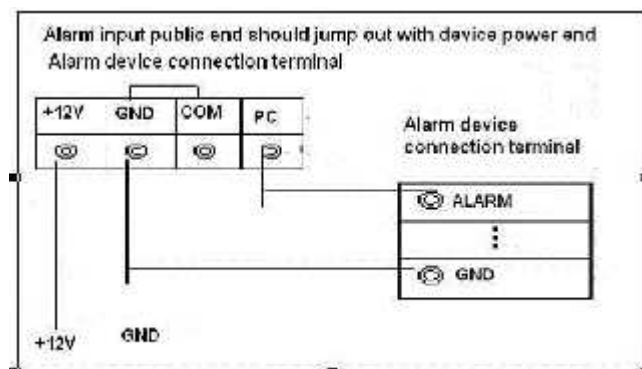 Alarm input public end should jump out with device power end
Alarm device connection terminal
+12V GND COM PC
Alarm device
connection terminal
ALARM
GND
+12V GND